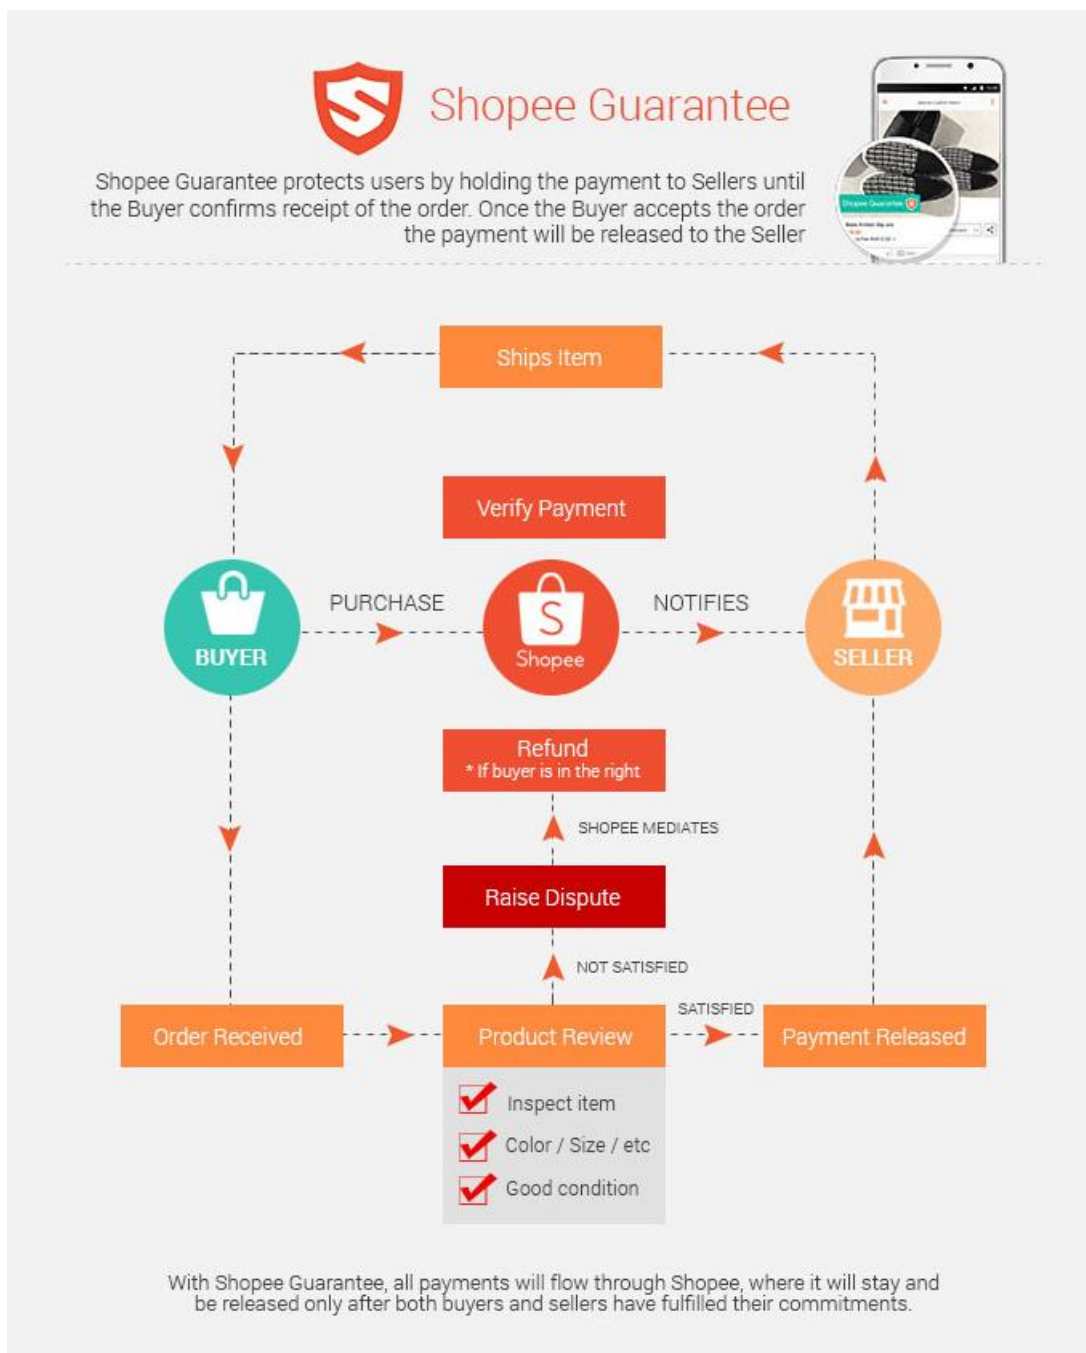 Shopee Guarantee
Shopee Guarantee protects users by holding the payment to Sellers until
the Buyer confirms receipt of the order. Once the Buyer accepts the order
the payment will be released to the Seller
Shopee Guarantee
Ships Item
Verify Payment
PURCHASE
NOTIFIES
BUYER
S
Shopee
SELLER
Refund
* If buyer is in the right
SHOPEE MEDIATES
Raise Dispute
NOT SATISFIED
SATISFIED
Order Received
Product Review
Payment Released
Inspect item
Color / Size / etc
Good condition
With Shopee Guarantee, all payments will flow through Shopee, where it will stay and
be released only after both buyers and sellers have fulfilled their commitments.